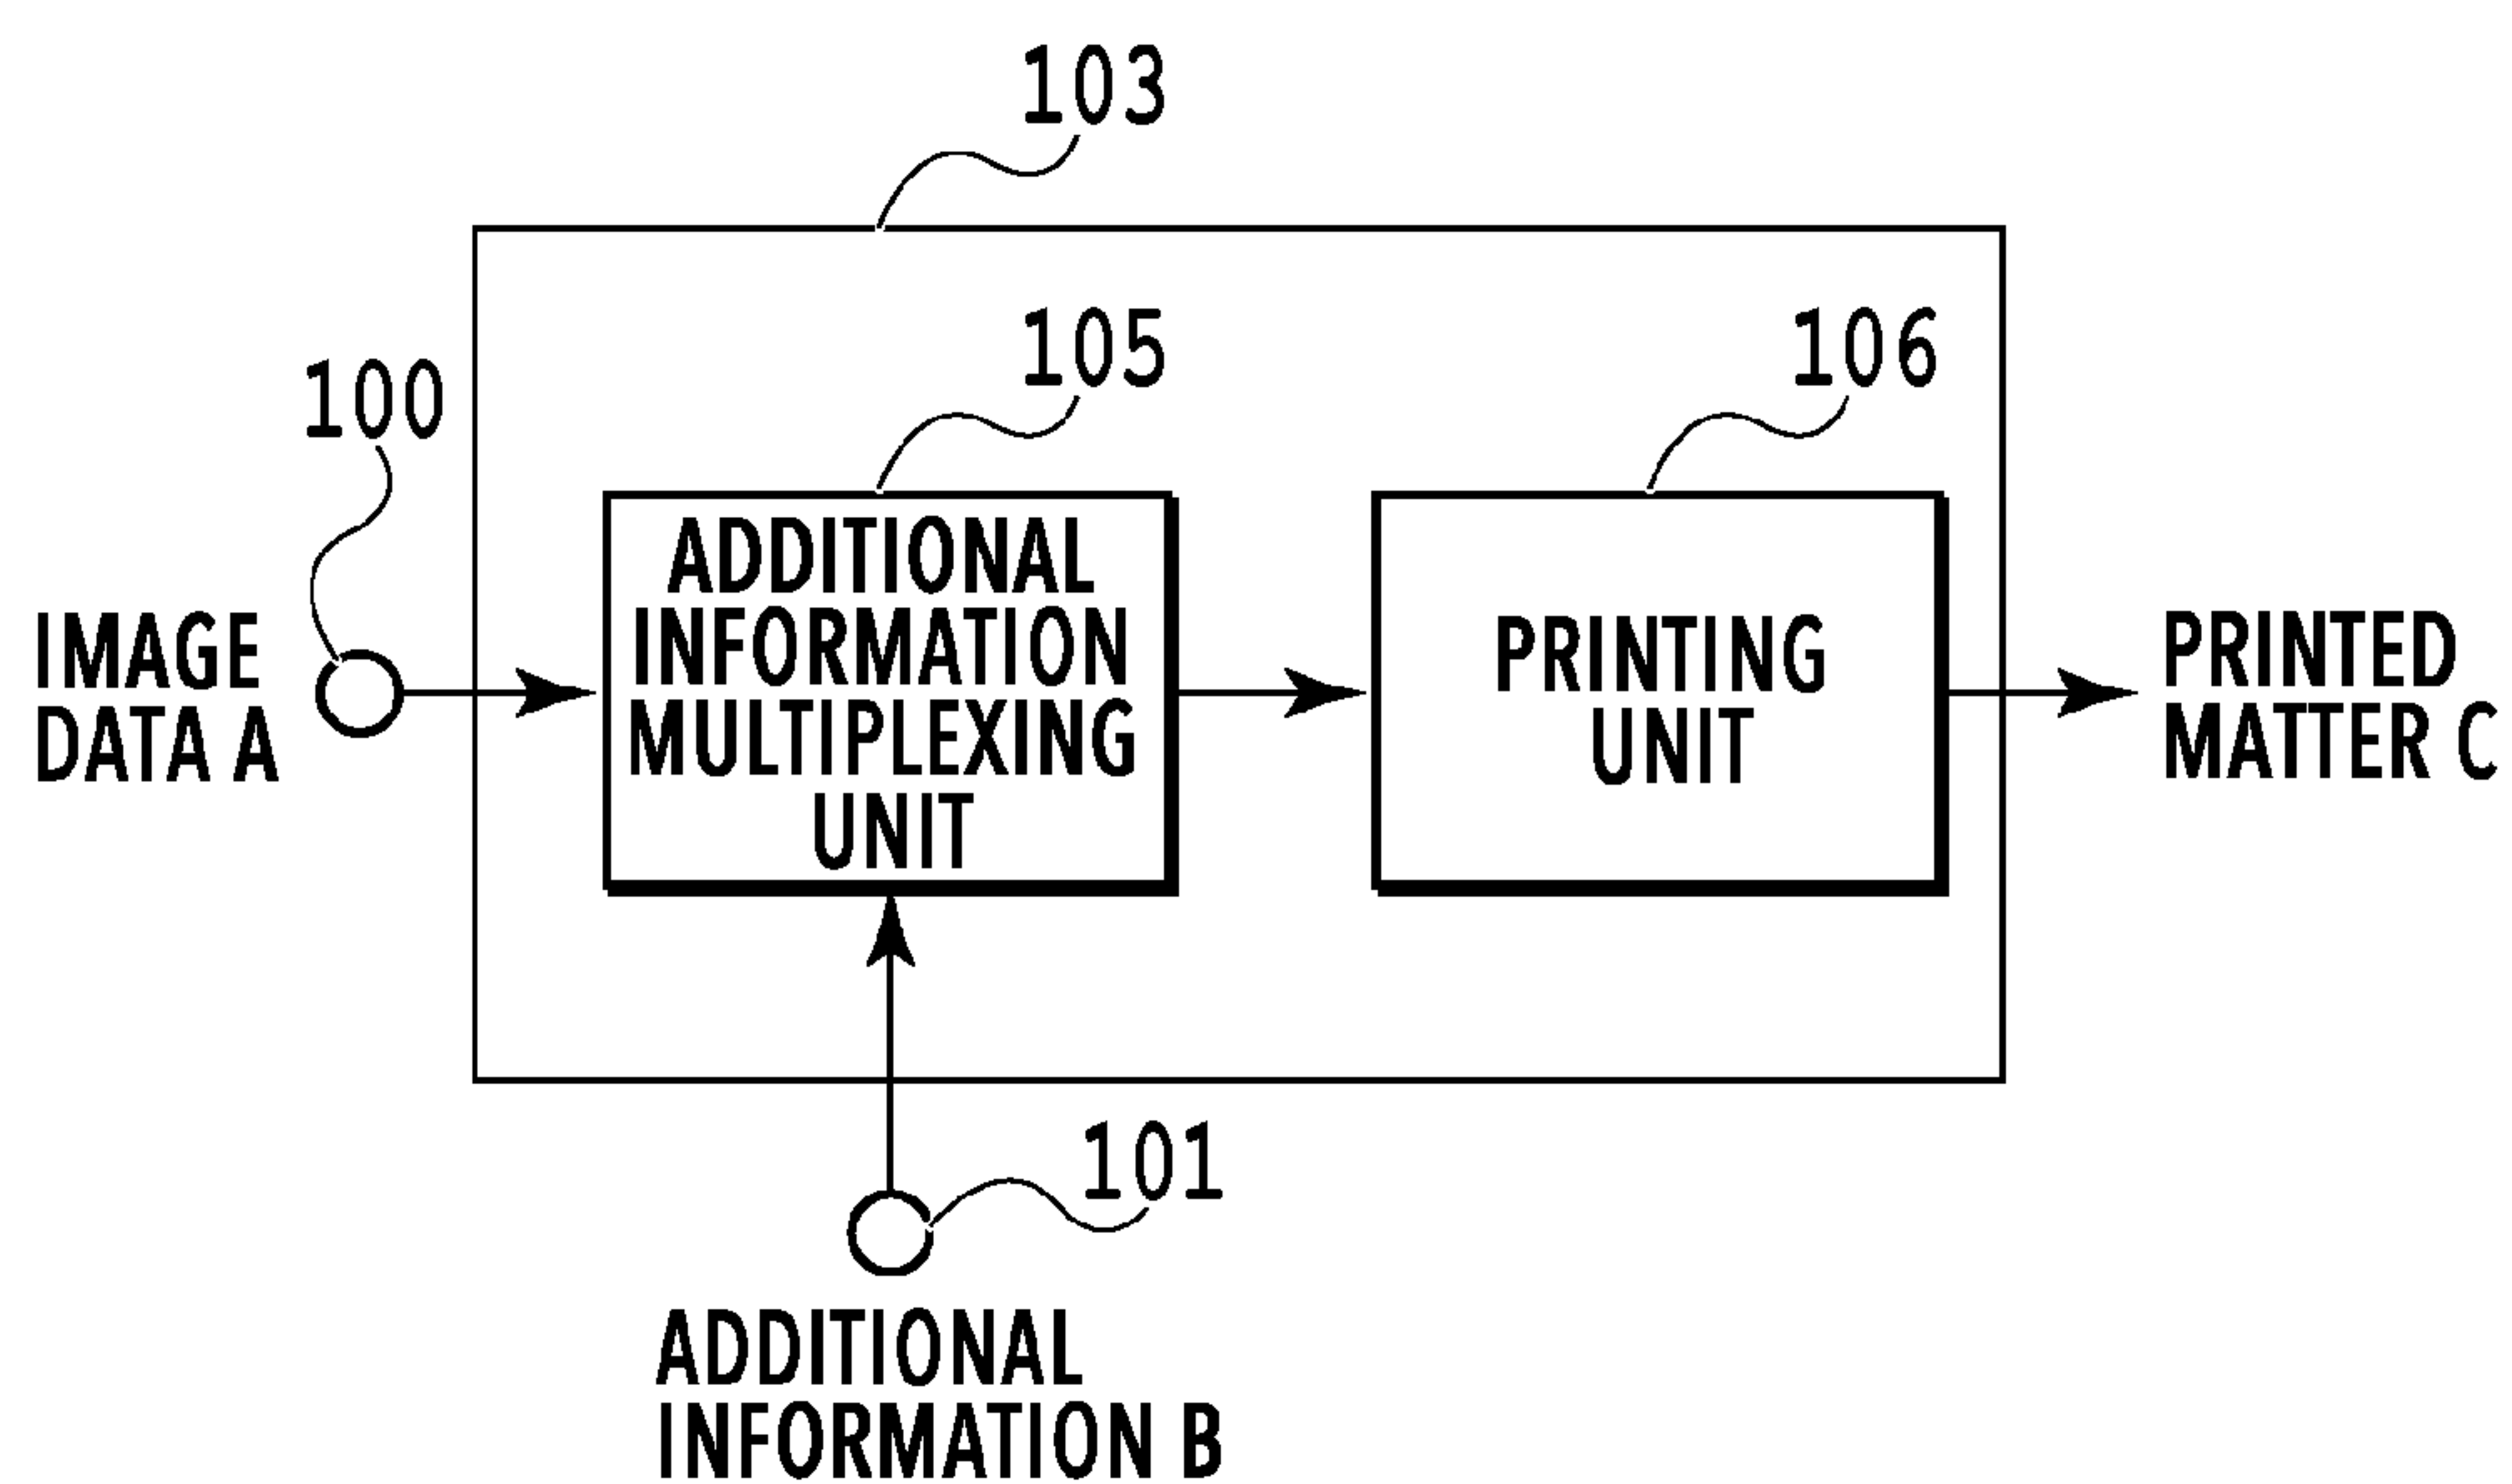 103
105
106
100
ADDITIONAL
INFORMATION
MULTIPLEXING
UNIT
PRINTING
UNIT
IMAGE
DATA A
PRINTED
MATTER C
101
ADDITIONAL
INFORMATION B